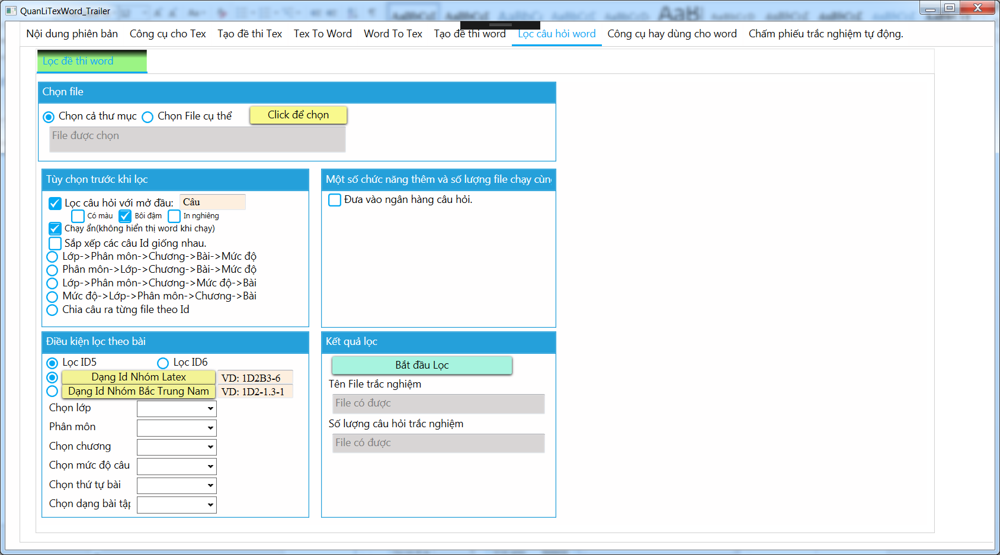 QuanLiTexWord_Trailer
Nội dung phiên bản Công cụ cho Tex Tạo đề thi Tex Tex To Word Word To Tex Tạo đề thi word Lọc câu hỏi word Công cụ hay dùng cho word Chấm phiếu trắc nghiệm tự động.
Lọc đề thi word
Chọn file
Chọn cả thư mục Chọn File cụ thể Click để chọn
File được chọn
Tùy chọn trước khi lọc
Lọc câu hỏi với mở đầu: Câu
Có màu Bôi đậm In nghiêng
Chạy ẩn(không hiển thị word khi chạy)
Sắp xếp các câu Id giống nhau.
Lớp->Phân môn->Chương->Bài->Mức độ
Phân môn->Lớp->Chương->Bài->Mức độ
Lớp->Phân môn->Chương->Mức độ->Bài
Mức độ->Lớp->Phân môn->Chương->Bài
Chia câu ra từng file theo Id
Một số chức năng thêm và số lượng file chạy cùn
Đưa vào ngân hàng câu hỏi.
Điều kiện lọc theo bài
Lọc ID5 Lọc ID6
Dạng Id Nhóm Latex VD: 1D2B3-6
Dạng Id Nhóm Bắc Trung Nam VD: 1D2-1.3-1
Chọn lớp
Phân môn
Chọn chương
Chọn mức độ câu
Chọn thứ tự bài
Chọn dạng bài tập
Kết quả lọc
Bắt đầu Lọc
Tên File trắc nghiệm
File có được
Số lượng câu hỏi trắc nghiệm
File có được